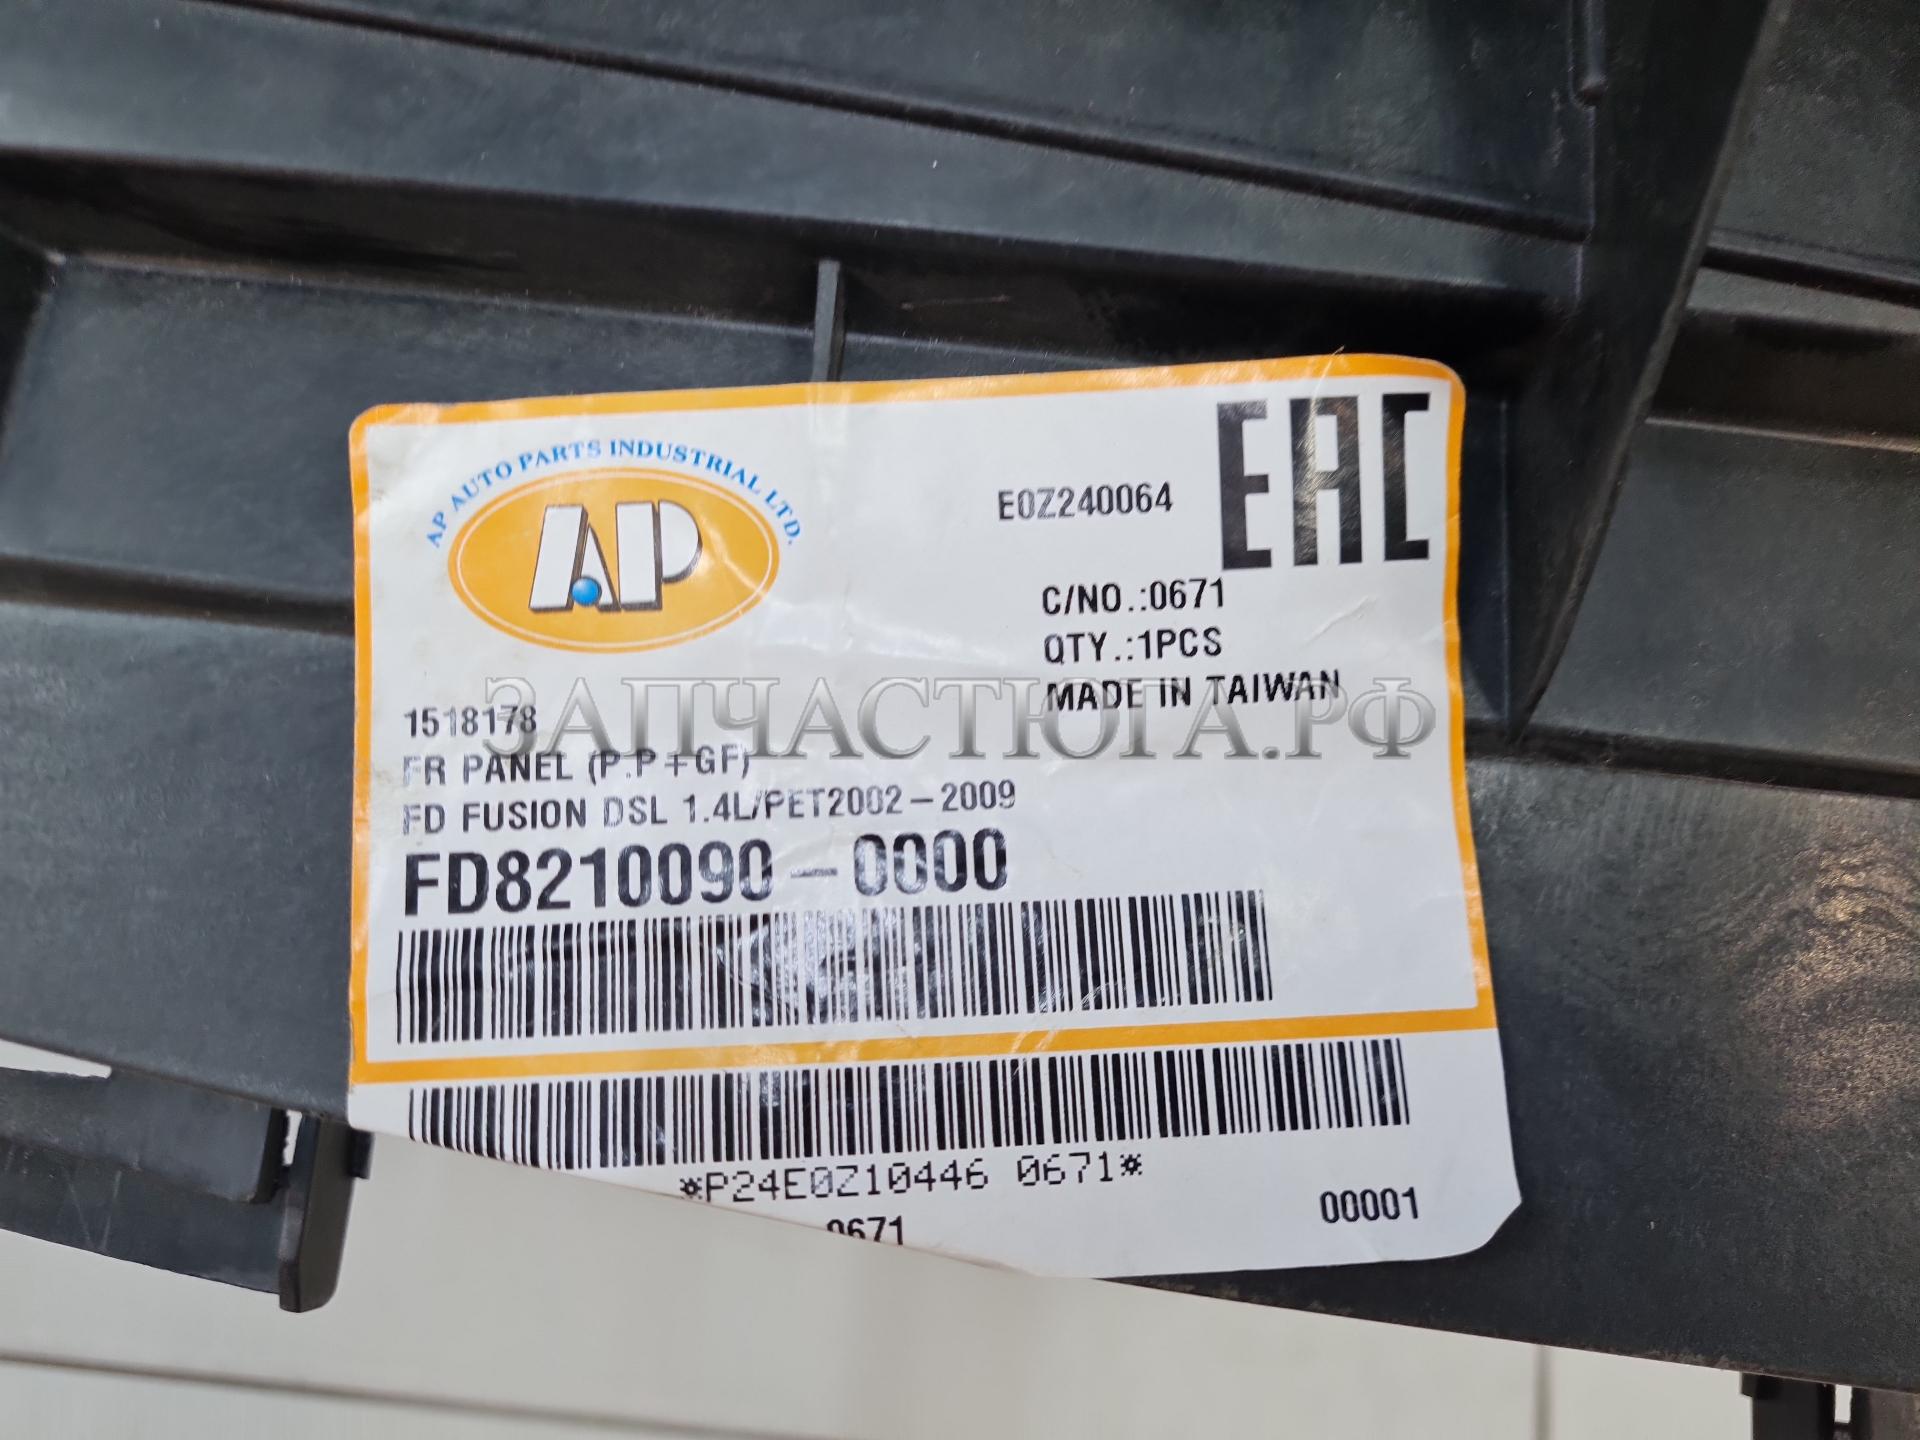 AP AUTO PARTS INDUSTRIAL LTD.
AP
E0Z240064
EAC
C/NO.:0671
QTY.:1PCS
MADE IN TAIWAN
ЗАПЧАСТЮГА.РФ
1518178
FR PANEL (P.P+GF)
FD FUSION DSL 1.4L/PET2002-2009
FD8210090-0000
*P24E0Z10446 0671*
0671
00001